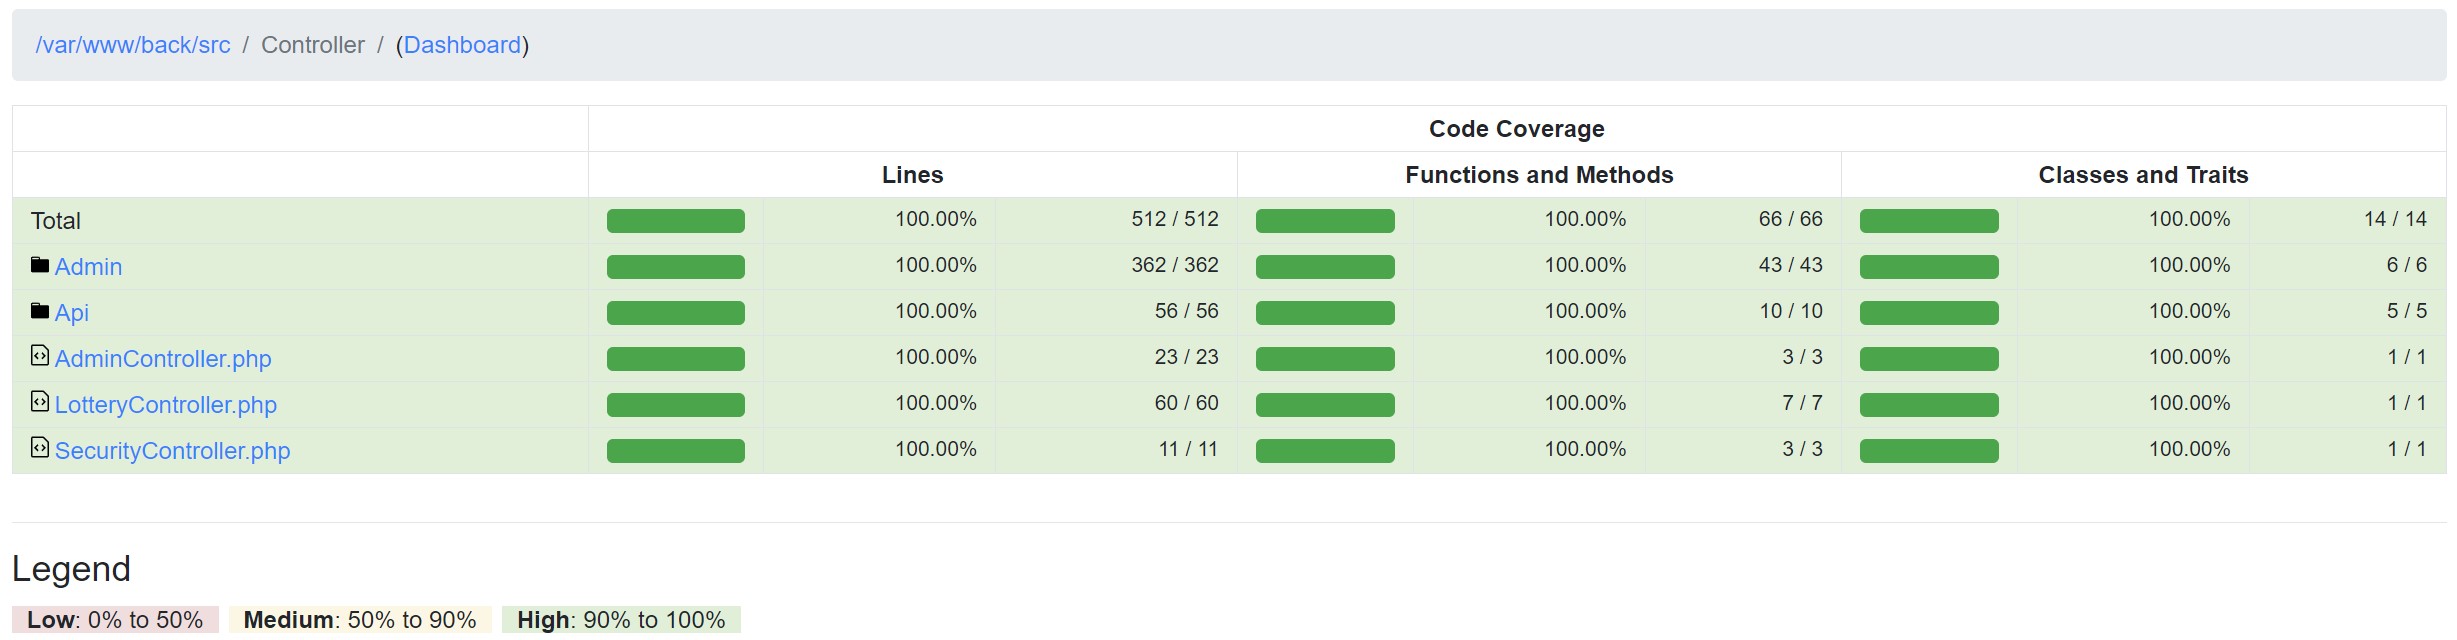 /var/www/back/src / Controller / (Dashboard)
Code Coverage
Lines Functions and Methods Classes and Traits
Total 100.00% 512 / 512 100.00% 66 / 66 100.00% 14 / 14
Admin 100.00% 362 / 362 100.00% 43 / 43 100.00% 6 / 6
Api 100.00% 56 / 56 100.00% 10 / 10 100.00% 5 / 5
AdminController.php 100.00% 23 / 23 100.00% 3 / 3 100.00% 1 / 1
LotteryController.php 100.00% 60 / 60 100.00% 7 / 7 100.00% 1 / 1
SecurityController.php 100.00% 11 / 11 100.00% 3 / 3 100.00% 1 / 1
Legend
Low: 0% to 50% Medium: 50% to 90% High: 90% to 100%